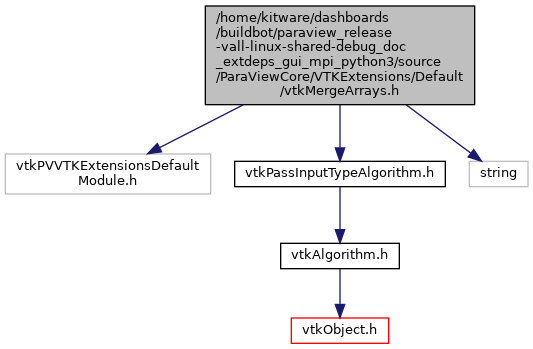 /home/kitware/dashboards
/buildbot/paraview_release
-vall-linux-shared-debug_doc
_extdeps_gui_mpi_python3/source
/ParaViewCore/VTKExtensions/Default
/vtkMergeArrays.h
vtkPVVTKExtensionsDefault
Module.h
vtkPassInputTypeAlgorithm.h
string
vtkAlgorithm.h
vtkObject.h